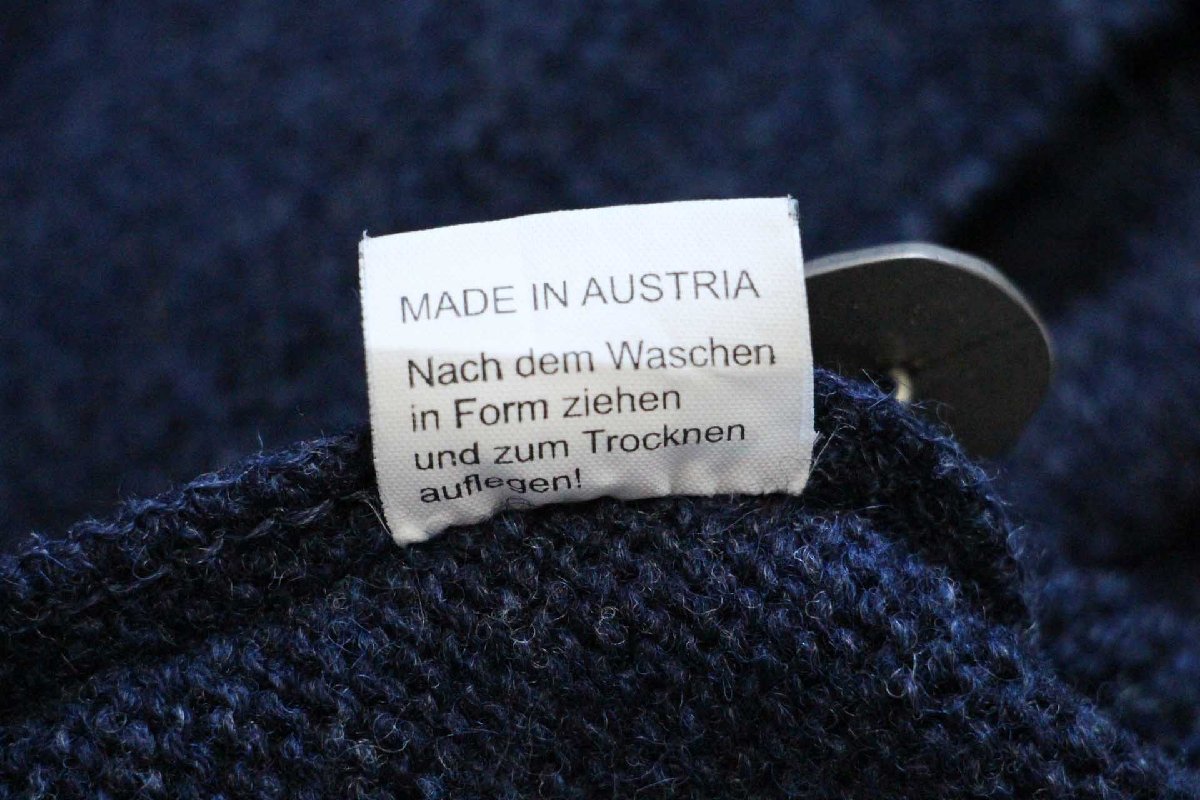 MADE IN AUSTRIA
Nach dem Waschen
in Form ziehen
und zum Trocknen
auflegen!